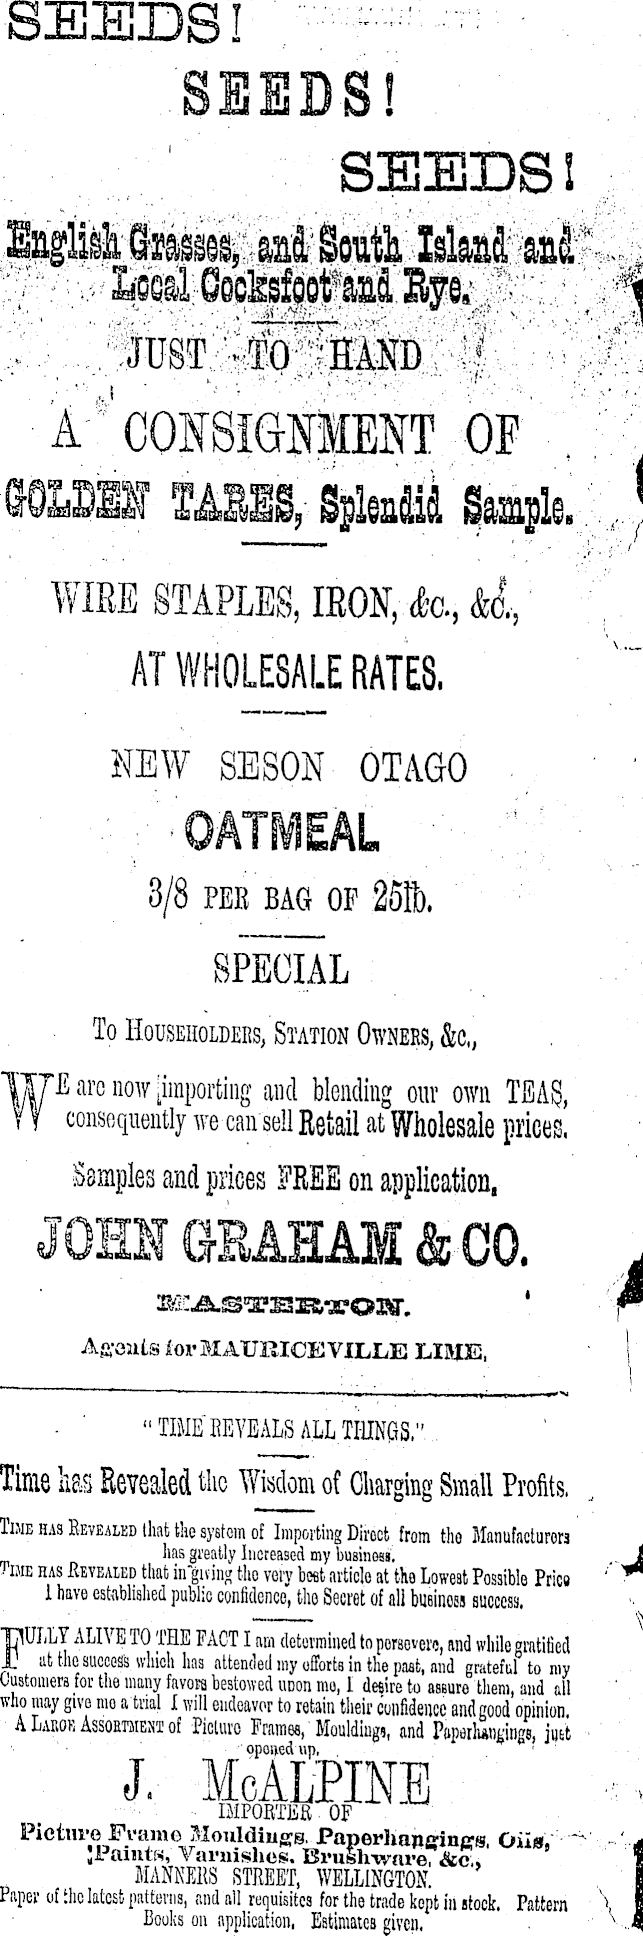 SEEDS!
SEEDS!
SEEDS!
English Grasses, and South Island and
Local Cocksfoot and Rye.
JUST TO HAND
A CONSIGNMENT OF
GOLDEN TARES, Splendid Sample.
WIRE STAPLES, IRON, &c., &c.,
AT WHOLESALE RATES.
NEW SESON OTAGO
OATMEAL
3/8 PER BAG OF 25lb.
SPECIAL
To Householders, Station Owners, &c.,
WE are now importing and blending our own TEAS,
consequently we can sell Retail at Wholesale prices.
Samples and prices FREE on application.
JOHN GRAHAM & CO.
MASTERTON.
Agents for MAURICEVILLE LIME.
"TIME REVEALS ALL THINGS."
Time has Revealed the Wisdom of Charging Small Profits.
Time has Revealed that the system of Importing Direct from the Manufacturers
has greatly Increased my business.
Time has Revealed that in giving the very best article at the Lowest Possible Price
I have established public confidence, the Secret of all business success.
FULLY ALIVE TO THE FACT I am determined to persevere, and while gratified
at the success which has attended my efforts in the past, and grateful to my
Customers for the many favors bestowed upon me, I desire to assure them, and all
who may give me a trial I will endeavor to retain their confidence and good opinion.
A Large Assortment of Picture Frames, Mouldings, and Paperhangings, just
opened up.
J. McALPINE
IMPORTER OF
Picture Frame Mouldings, Paperhangings, Oils,
Paints, Varnishes, Brushware, &c.,
MANNERS STREET, WELLINGTON.
Paper of the latest patterns, and all requisites for the trade kept in stock. Pattern
Books on application, Estimates given.